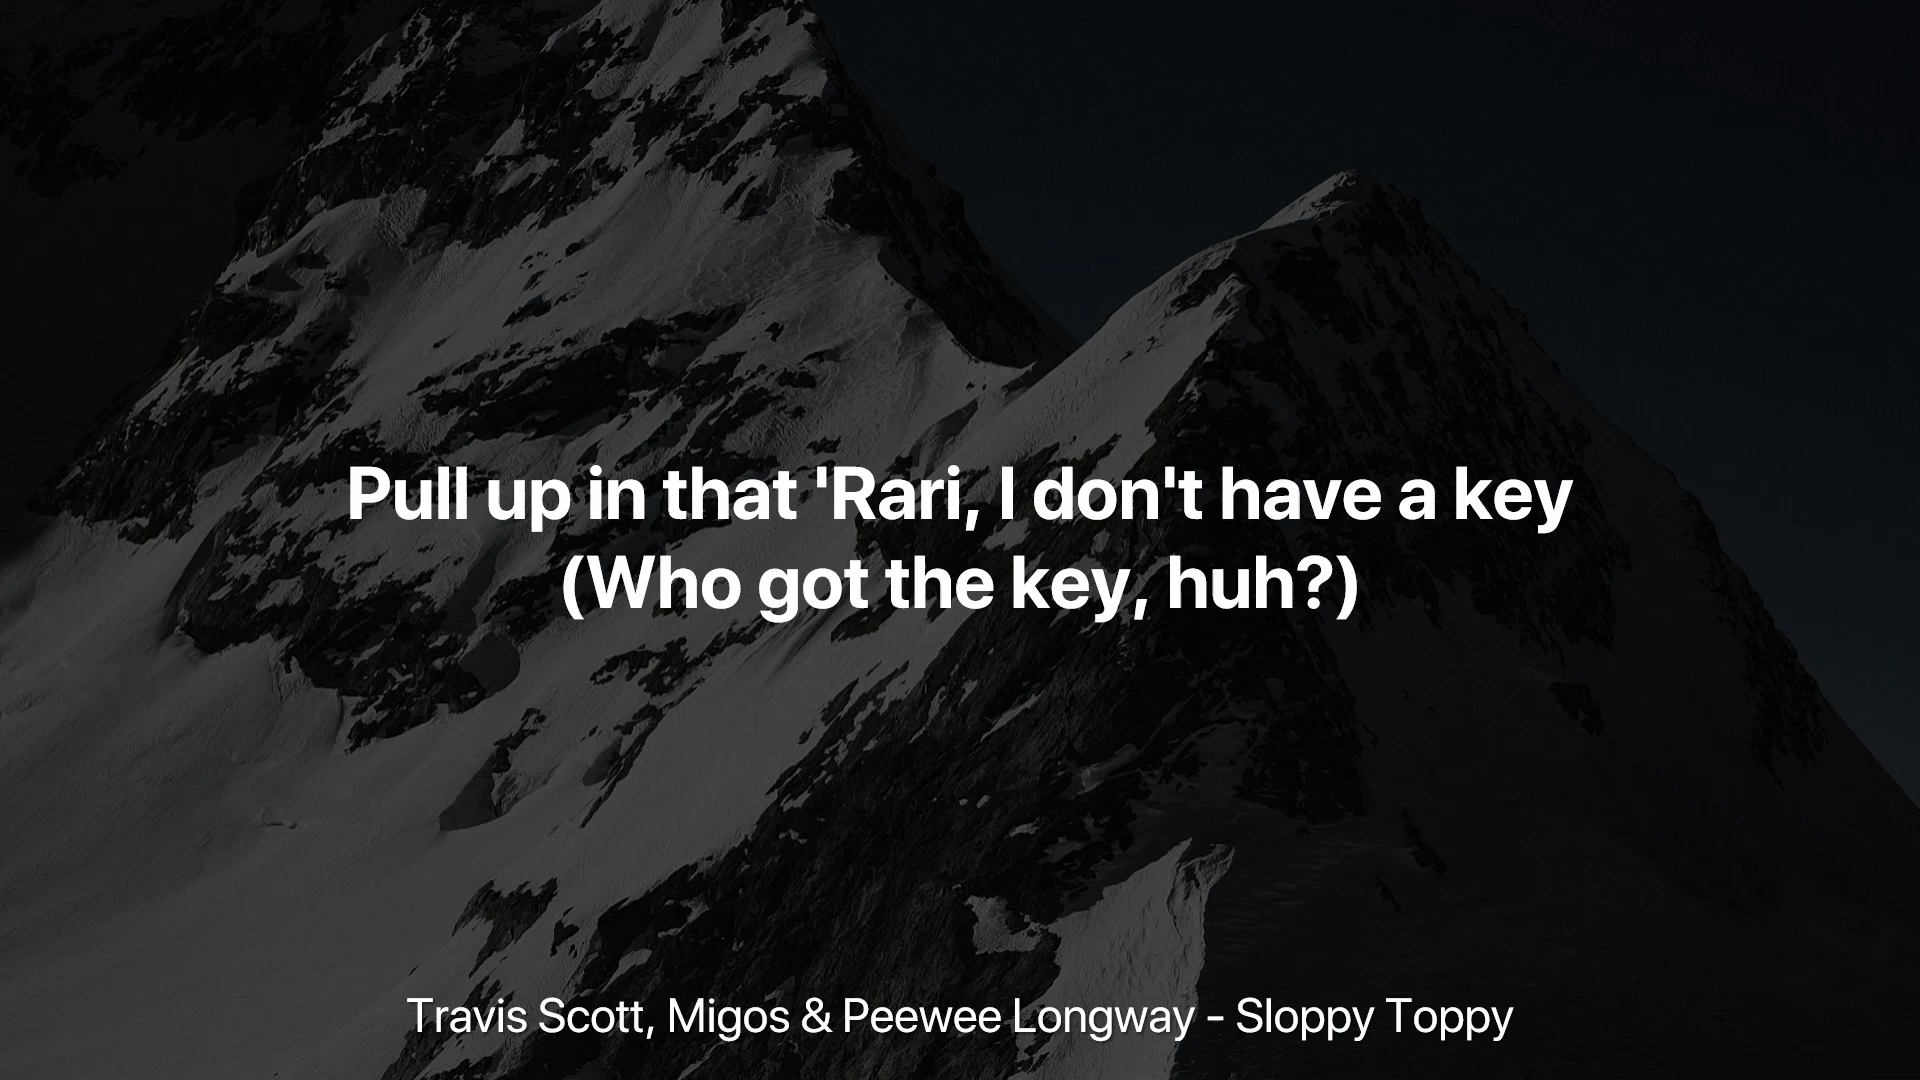 Pull up in that 'Rari, I don't have a key
(Who got the key, huh?)
Travis Scott, Migos & Peewee Longway - Sloppy Toppy